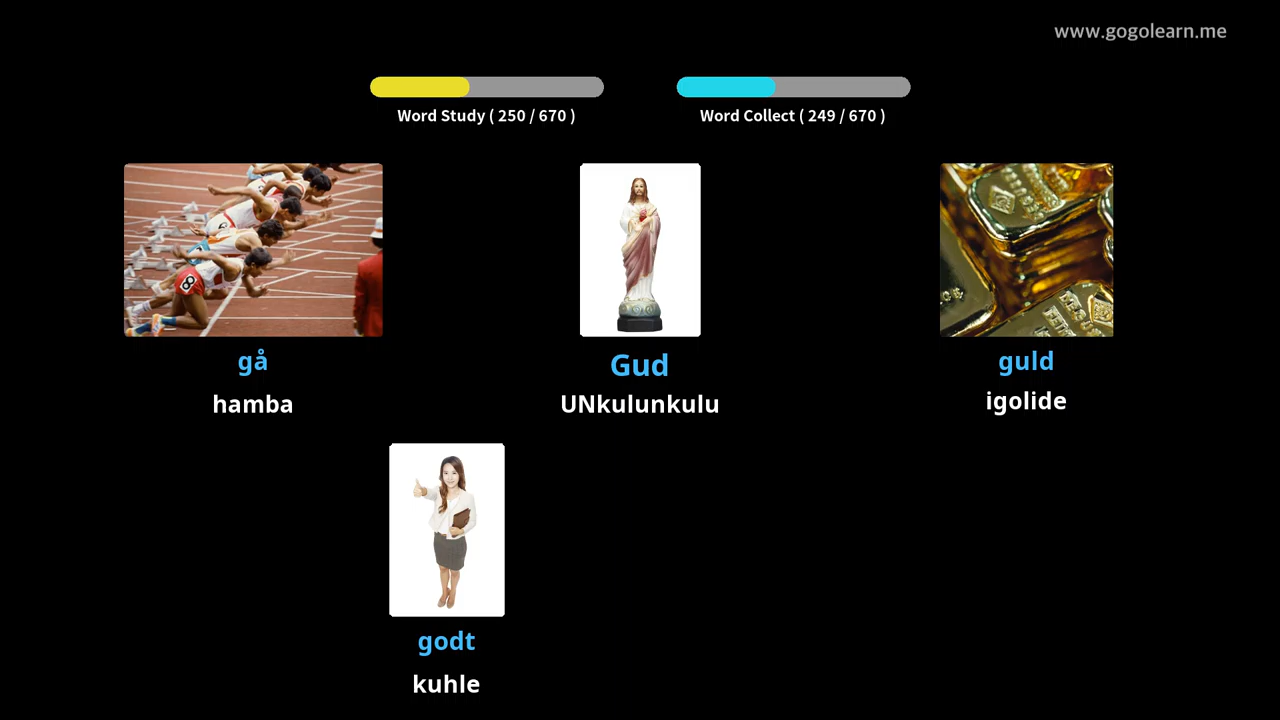 www.gogolearn.me
Word Study ( 250 / 670 )
Word Collect ( 249 / 670 )
gå
Gud
guld
hamba
UNkulunkulu
igolide
godt
kuhle